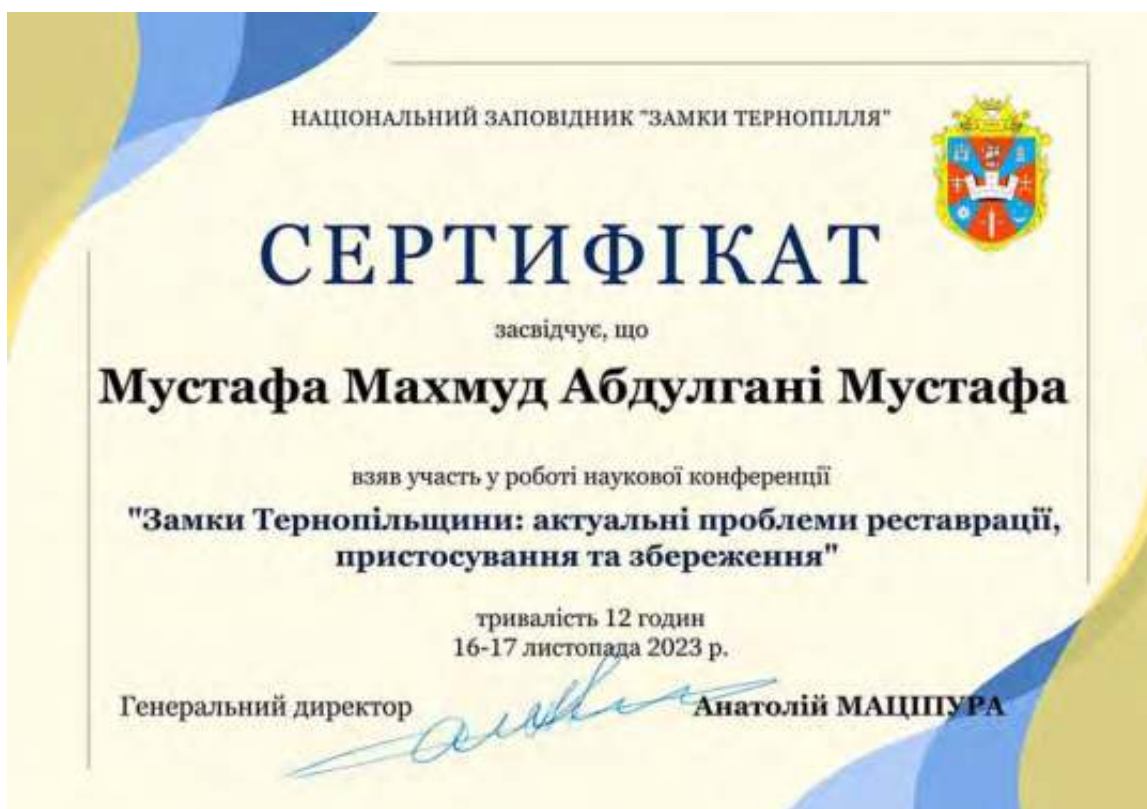 НАЦІОНАЛЬНИЙ ЗАПОВІДНИК "ЗАМКИ ТЕРНОПІЛЛЯ"
СЕРТИФІКАТ
засвідчує, що
Мустафа Махмуд Абдулгані Мустафа
взяв участь у роботі наукової конференції
"Замки Тернопільщини: актуальні проблеми реставрації,
пристосування та збереження"
тривалість 12 годин
16-17 листопада 2023 р.
Генеральний директор Анатолій МАЦІПУРА